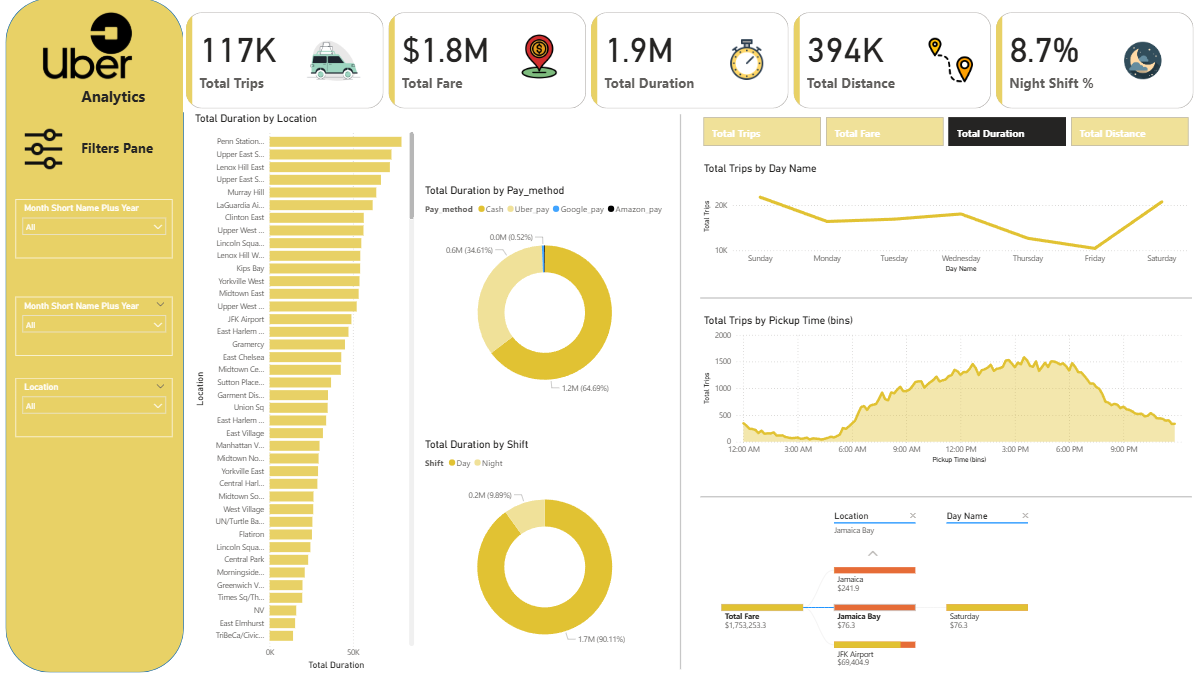 Uber
Analytics
Filters Pane
Month Short Name Plus Year
All
Month Short Name Plus Year
All
Location
All
117K
Total Trips
$1.8M
Total Fare
1.9M
Total Duration
394K
Total Distance
8.7%
Night Shift %
Total Duration by Location
Location
Penn Station...
Upper East S...
Lenox Hill East
Upper East S...
Murray Hill
LaGuardia Ai...
Clinton East
Upper West ...
Lincoln Squa...
Lenox Hill W...
Kips Bay
Yorkville West
Midtown East
Upper West ...
JFK Airport
East Harlem ...
Gramercy
East Chelsea
Midtown Ce...
Sutton Place...
Garment Dis...
Union Sq
East Harlem ...
East Village
Manhattan V...
Midtown No...
Yorkville East
Central Harl...
Midtown So...
West Village
UN/Turtle Ba...
Flatiron
Lincoln Squa...
Central Park
Morningside...
Greenwich V...
Times Sq/Th...
NV
East Elmhurst
TriBeCa/Civic...
0K 50K
Total Duration
Total Duration by Pay_method
Pay_method Cash Uber_pay Google_pay Amazon_pay
0.0M (0.52%)
0.6M (34.61%)
1.2M (64.69%)
Total Duration by Shift
Shift Day Night
0.2M (9.89%)
1.7M (90.11%)
Total Trips Total Fare Total Duration Total Distance
Total Trips by Day Name
Total Trips
20K
10K
Sunday Monday Tuesday Wednesday Thursday Friday Saturday
Day Name
Total Trips by Pickup Time (bins)
Total Trips
2000
1500
1000
500
0
12:00 AM 3:00 AM 6:00 AM 9:00 AM 12:00 PM 3:00 PM 6:00 PM 9:00 PM
Pickup Time (bins)
Location Day Name
Jamaica Bay
Jamaica
$241.9
Total Fare
$1,753,253.3
Jamaica Bay
$76.3
Saturday
$76.3
JFK Airport
$69,404.9